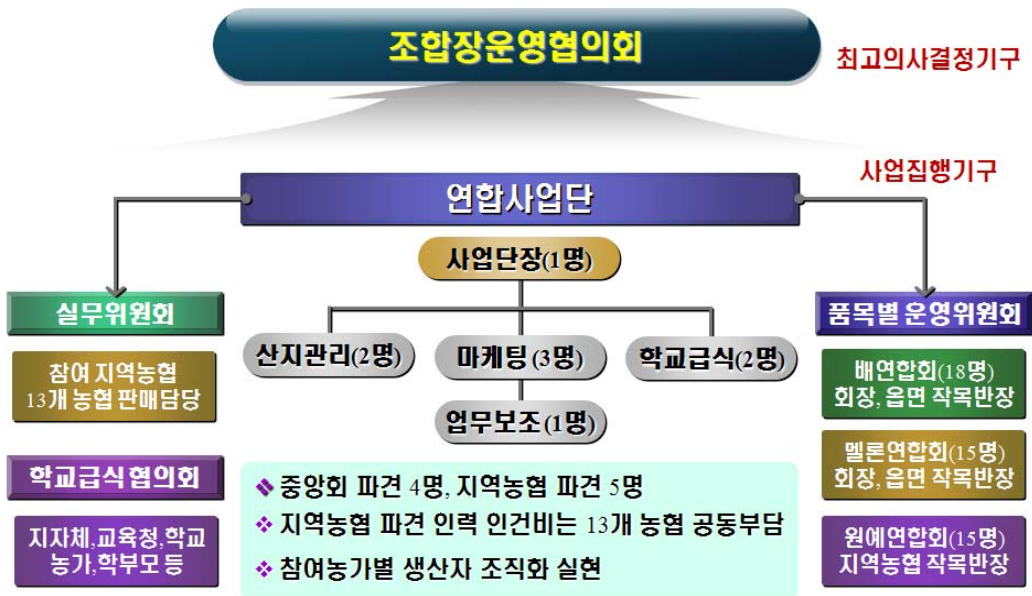 조합장운영협의회
최고의사결정기구
사업집행기구
연합사업단
사업단장(1명)
산지관리(2명)
마케팅(3명)
학교급식(2명)
업무보조(1명)
실무위원회
참여 지역농협
13개 농협 판매담당
학교급식 협의회
지자체,교육청,학교
농가,학부모 등
❖ 중앙회 파견 4명, 지역농협 파견 5명
❖ 지역농협 파견 인력 인건비는 13개 농협 공동부담
❖ 참여농가별 생산자 조직화 실현
품목별 운영위원회
배연합회(18명)
회장, 읍면 작목반장
멜론연합회(15명)
회장, 읍면 작목반장
원예연합회(15명)
지역농협 작목반장